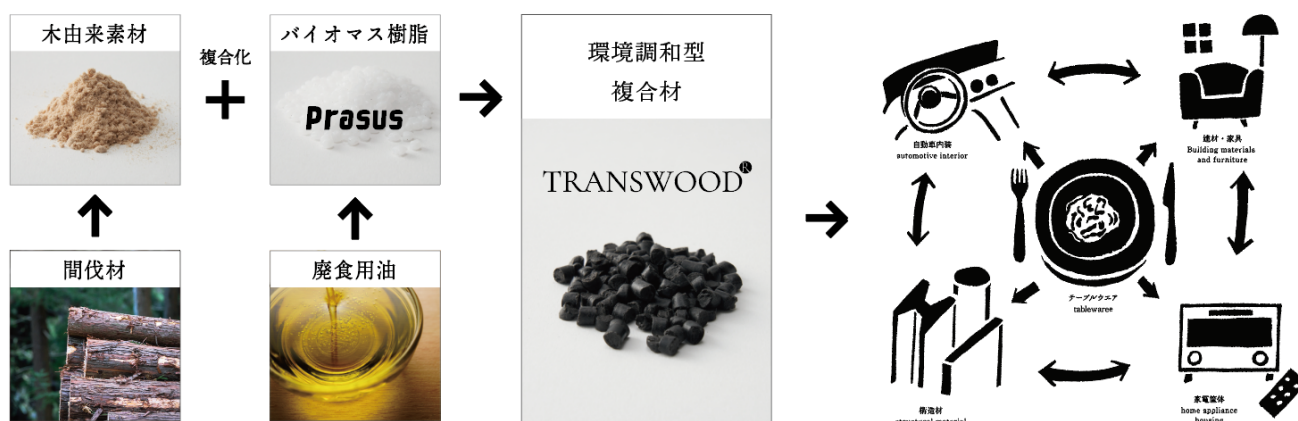 木由来素材
複合化
バイオマス樹脂
Prasus
間伐材
廃食用油
環境調和型
複合材
TRANSWOOD®
自動車内装
automotive interior
建材・家具
Building materials
and furniture
テーブルウエア
tableware
構造材
structural material
家電筐体
home appliance
housing